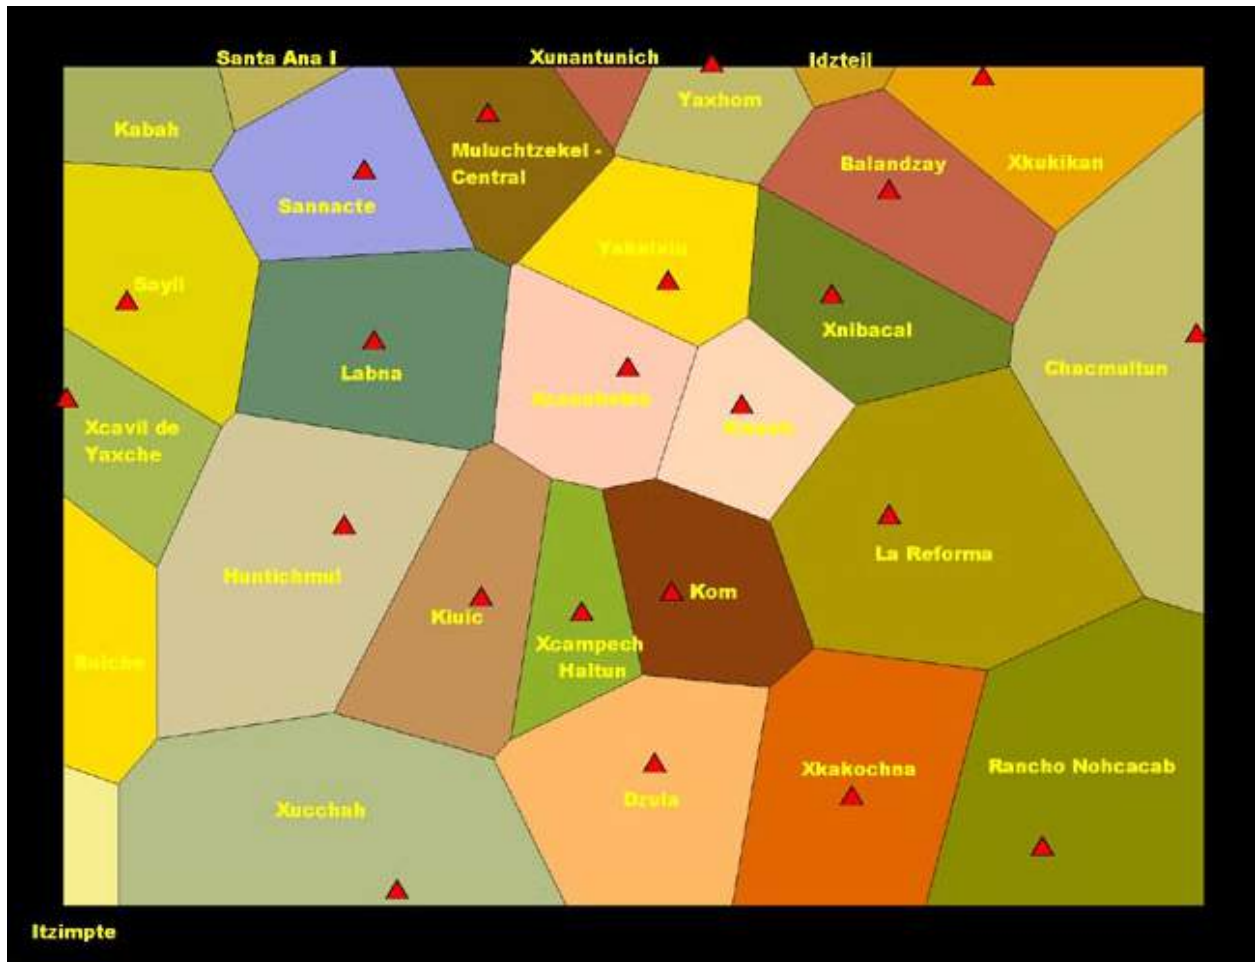 Santa Ana I
Xunantunich
Idzteil
Kabah
Yaxhom
Muluchtzekel -
Central
Balandzay
Xkukikan
Sannacte
Sayil
Xnibacal
Labna
Chacmultun
Xcavil de
Yaxche
La Reforma
Huntichmul
Kiuic
Kom
Xcampech
Haltun
Xkakochna
Rancho Nohcacab
Dzula
Xucchah
Itzimpte